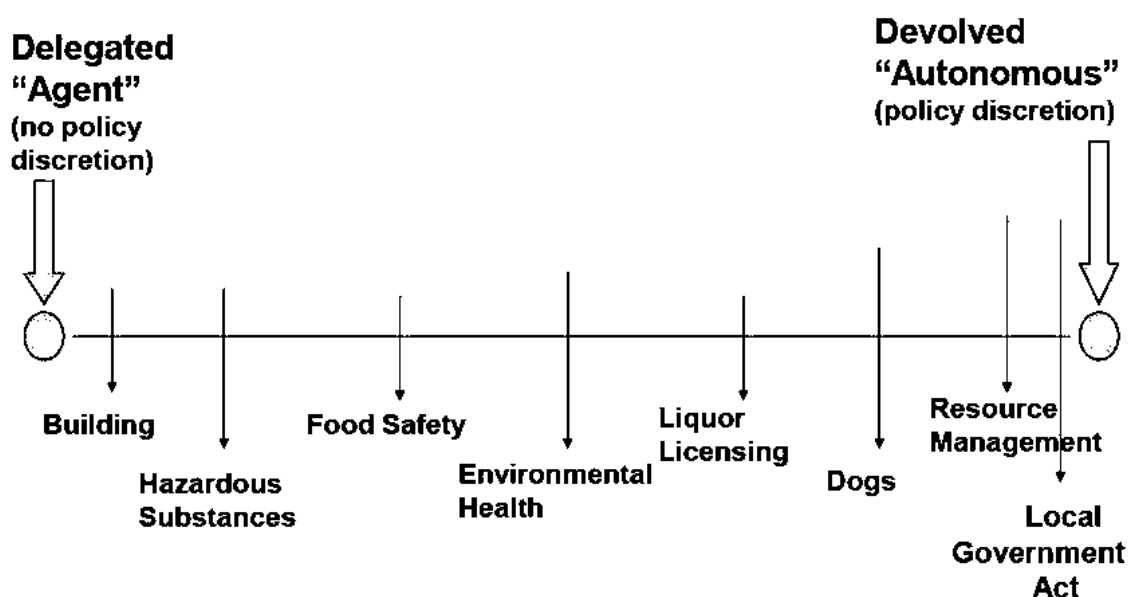 Delegated
“Agent”
(no policy
discretion)
Devolved
“Autonomous”
(policy discretion)
Building
Hazardous
Substances
Food Safety
Environmental
Health
Liquor
Licensing
Dogs
Resource
Management
Local
Government
Act